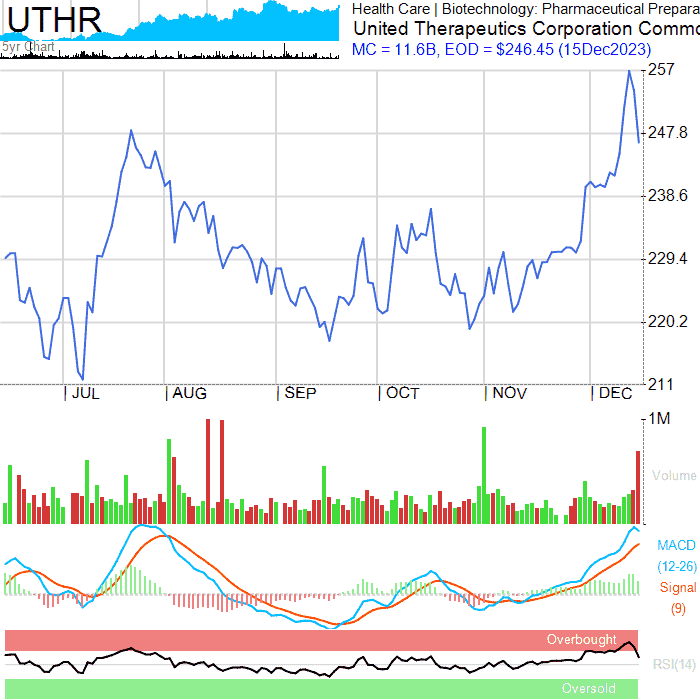 UTHR
5yr Chart
Health Care | Biotechnology: Pharmaceutical Prepara
United Therapeutics Corporation Commo
MC = 11.6B, EOD = $246.45 (15Dec2023)
257
247.8
238.6
229.4
220.2
211
JUL
AUG
SEP
OCT
NOV
DEC
1M
Volume
MACD
(12-26)
Signal
(9)
Overbought
RSI(14)
Oversold